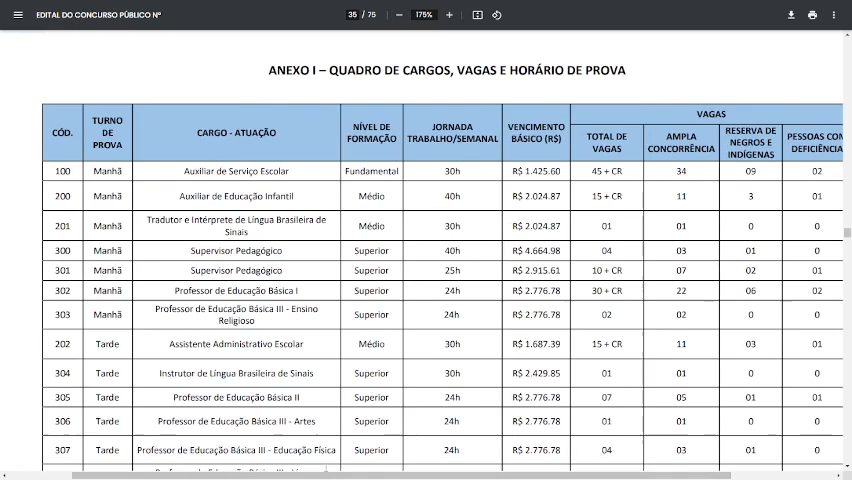 EDITAL DO CONCURSO PÚBLICO Nº
35 / 75
175%
ANEXO I – QUADRO DE CARGOS, VAGAS E HORÁRIO DE PROVA
CÓD. TURNO DE PROVA CARGO - ATUAÇÃO NÍVEL DE FORMAÇÃO JORNADA TRABALHO/SEMANAL VENCIMENTO BÁSICO (R$) VAGAS
TOTAL DE VAGAS AMPLA CONCORRÊNCIA RESERVA DE NEGROS E INDÍGENAS PESSOAS COM DEFICIÊNCIA
100 Manhã Auxiliar de Serviço Escolar Fundamental 30h R$ 1.425.60 45 + CR 34 09 02
200 Manhã Auxiliar de Educação Infantil Médio 40h R$ 2.024.87 15 + CR 11 3 01
201 Manhã Tradutor e Intérprete de Língua Brasileira de Sinais Médio 30h R$ 2.024.87 01 01 0 0
300 Manhã Supervisor Pedagógico Superior 40h R$ 4.664.98 04 03 01 0
301 Manhã Supervisor Pedagógico Superior 25h R$ 2.915.61 10 + CR 07 02 01
302 Manhã Professor de Educação Básica I Superior 24h R$ 2.776.78 30 + CR 22 06 02
303 Manhã Professor de Educação Básica III - Ensino Religioso Superior 24h R$ 2.776.78 02 02 0 0
202 Tarde Assistente Administrativo Escolar Médio 30h R$ 1.687.39 15 + CR 11 03 01
304 Tarde Instrutor de Língua Brasileira de Sinais Superior 30h R$ 2.429.85 01 01 0 0
305 Tarde Professor de Educação Básica II Superior 24h R$ 2.776.78 07 05 01 01
306 Tarde Professor de Educação Básica III - Artes Superior 24h R$ 2.776.78 01 01 0 0
307 Tarde Professor de Educação Básica III - Educação Física Superior 24h R$ 2.776.78 04 03 01 0